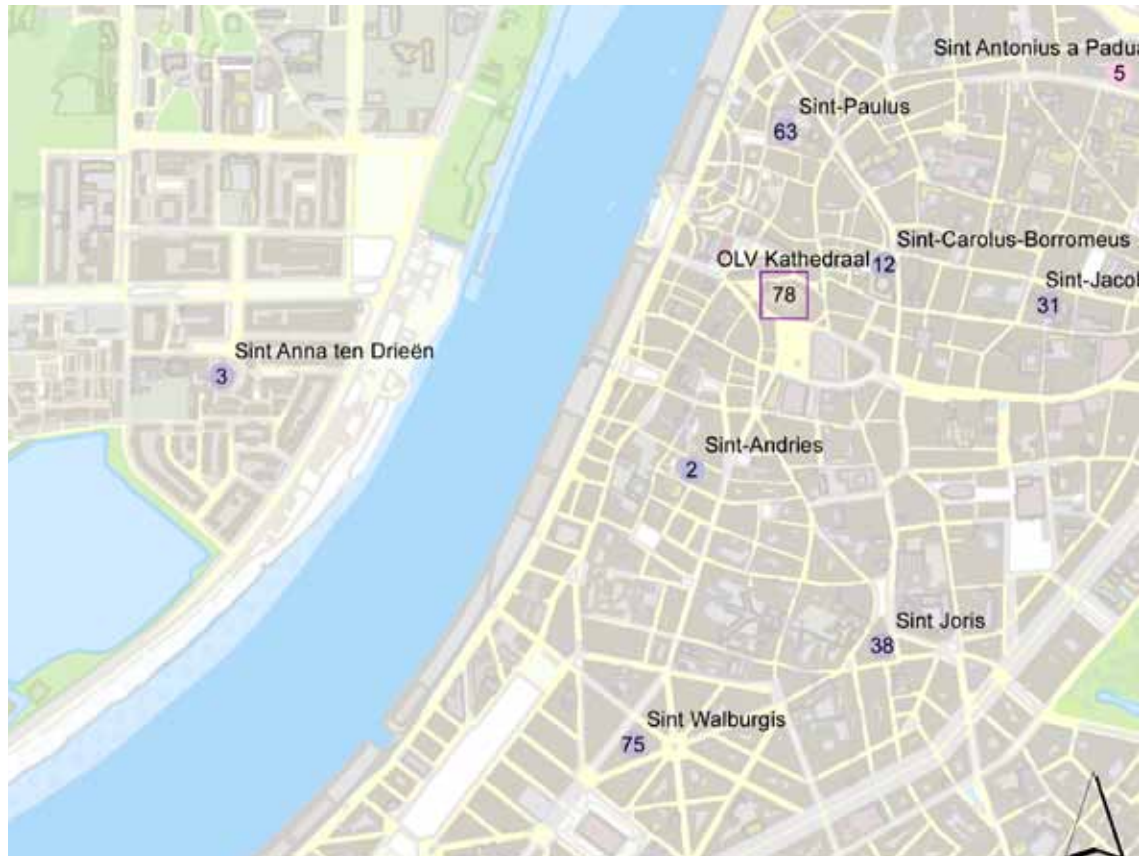 Sint Antonius a Padua
5
Sint-Paulus
63
Sint-Carolus-Borromeus
OLV Kathedraal
12
78
Sint-Jacob
31
Sint Anna ten Drieën
3
Sint-Andries
2
Sint Joris
38
Sint Walburgis
75